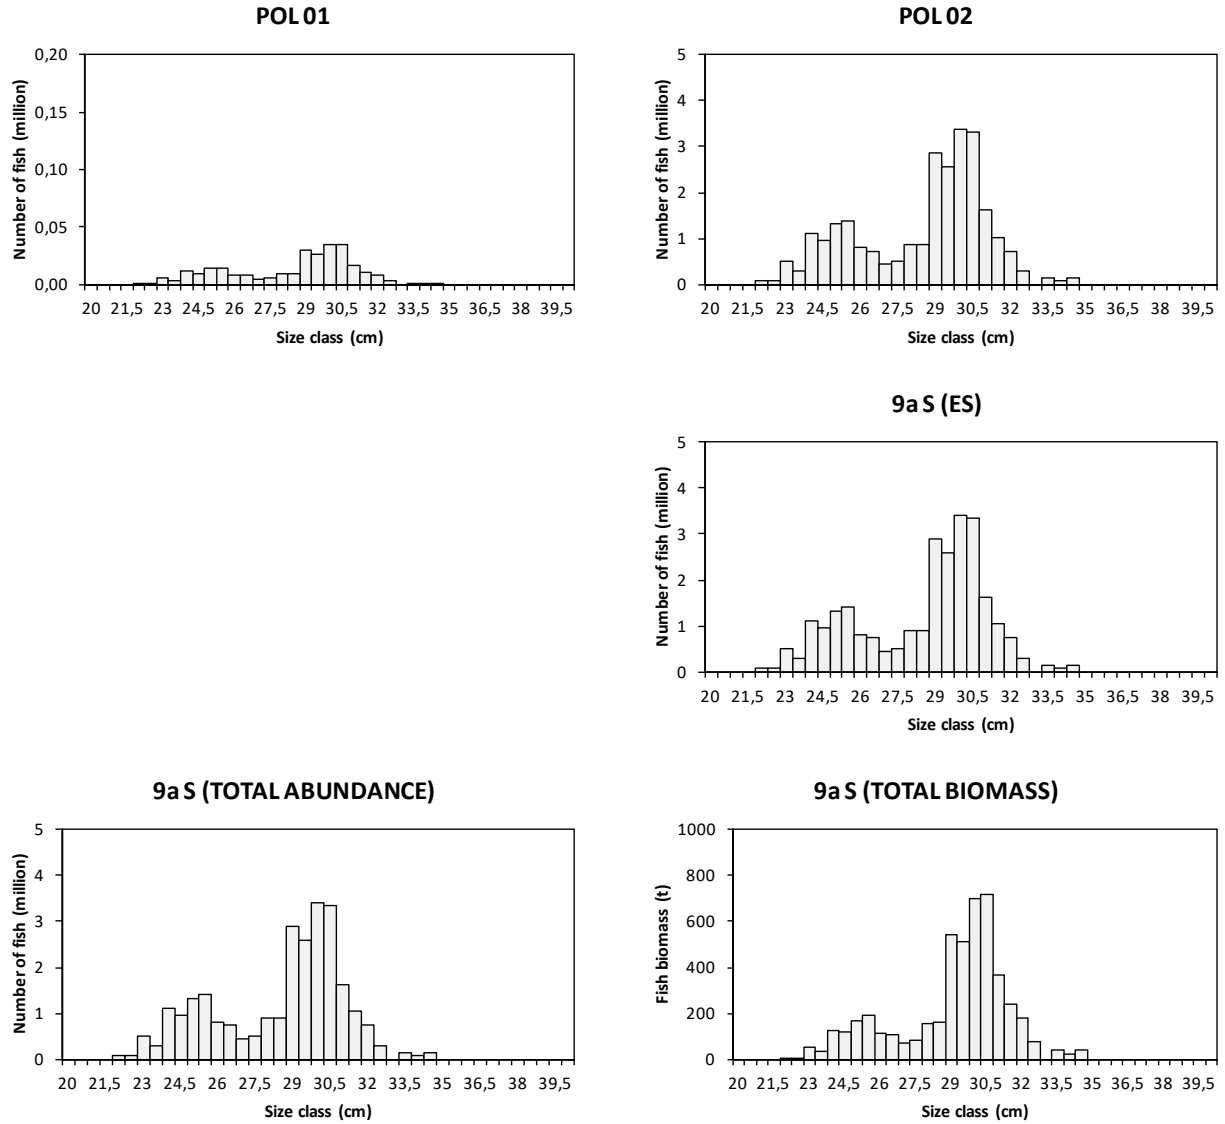 POL 01
0,20
0,15
0,10
0,05
0,00
Number of fish (million)
20 21,5 23 24,5 26 27,5 29 30,5 32 33,5 35 36,5 38 39,5
Size class (cm)
POL 02
5
4
3
2
1
0
Number of fish (million)
20 21,5 23 24,5 26 27,5 29 30,5 32 33,5 35 36,5 38 39,5
Size class (cm)
9a S (ES)
5
4
3
2
1
0
Number of fish (million)
20 21,5 23 24,5 26 27,5 29 30,5 32 33,5 35 36,5 38 39,5
Size class (cm)
9a S (TOTAL ABUNDANCE)
5
4
3
2
1
0
Number of fish (million)
20 21,5 23 24,5 26 27,5 29 30,5 32 33,5 35 36,5 38 39,5
Size class (cm)
9a S (TOTAL BIOMASS)
1000
800
600
400
200
0
Fish biomass (t)
20 21,5 23 24,5 26 27,5 29 30,5 32 33,5 35 36,5 38 39,5
Size class (cm)